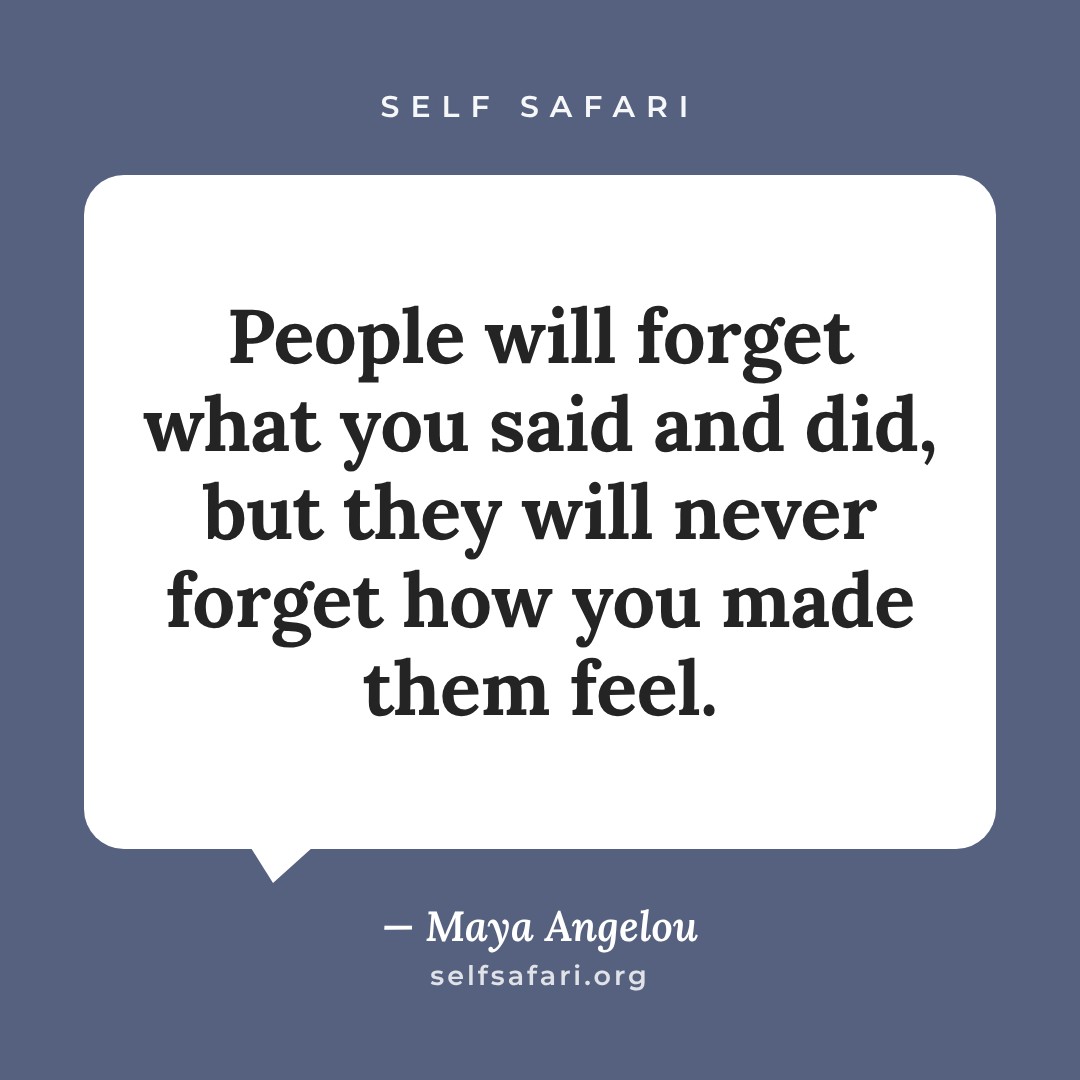 SELF SAFARI
People will forget
what you said and did,
but they will never
forget how you made
them feel.
— Maya Angelou
selfsafari.org